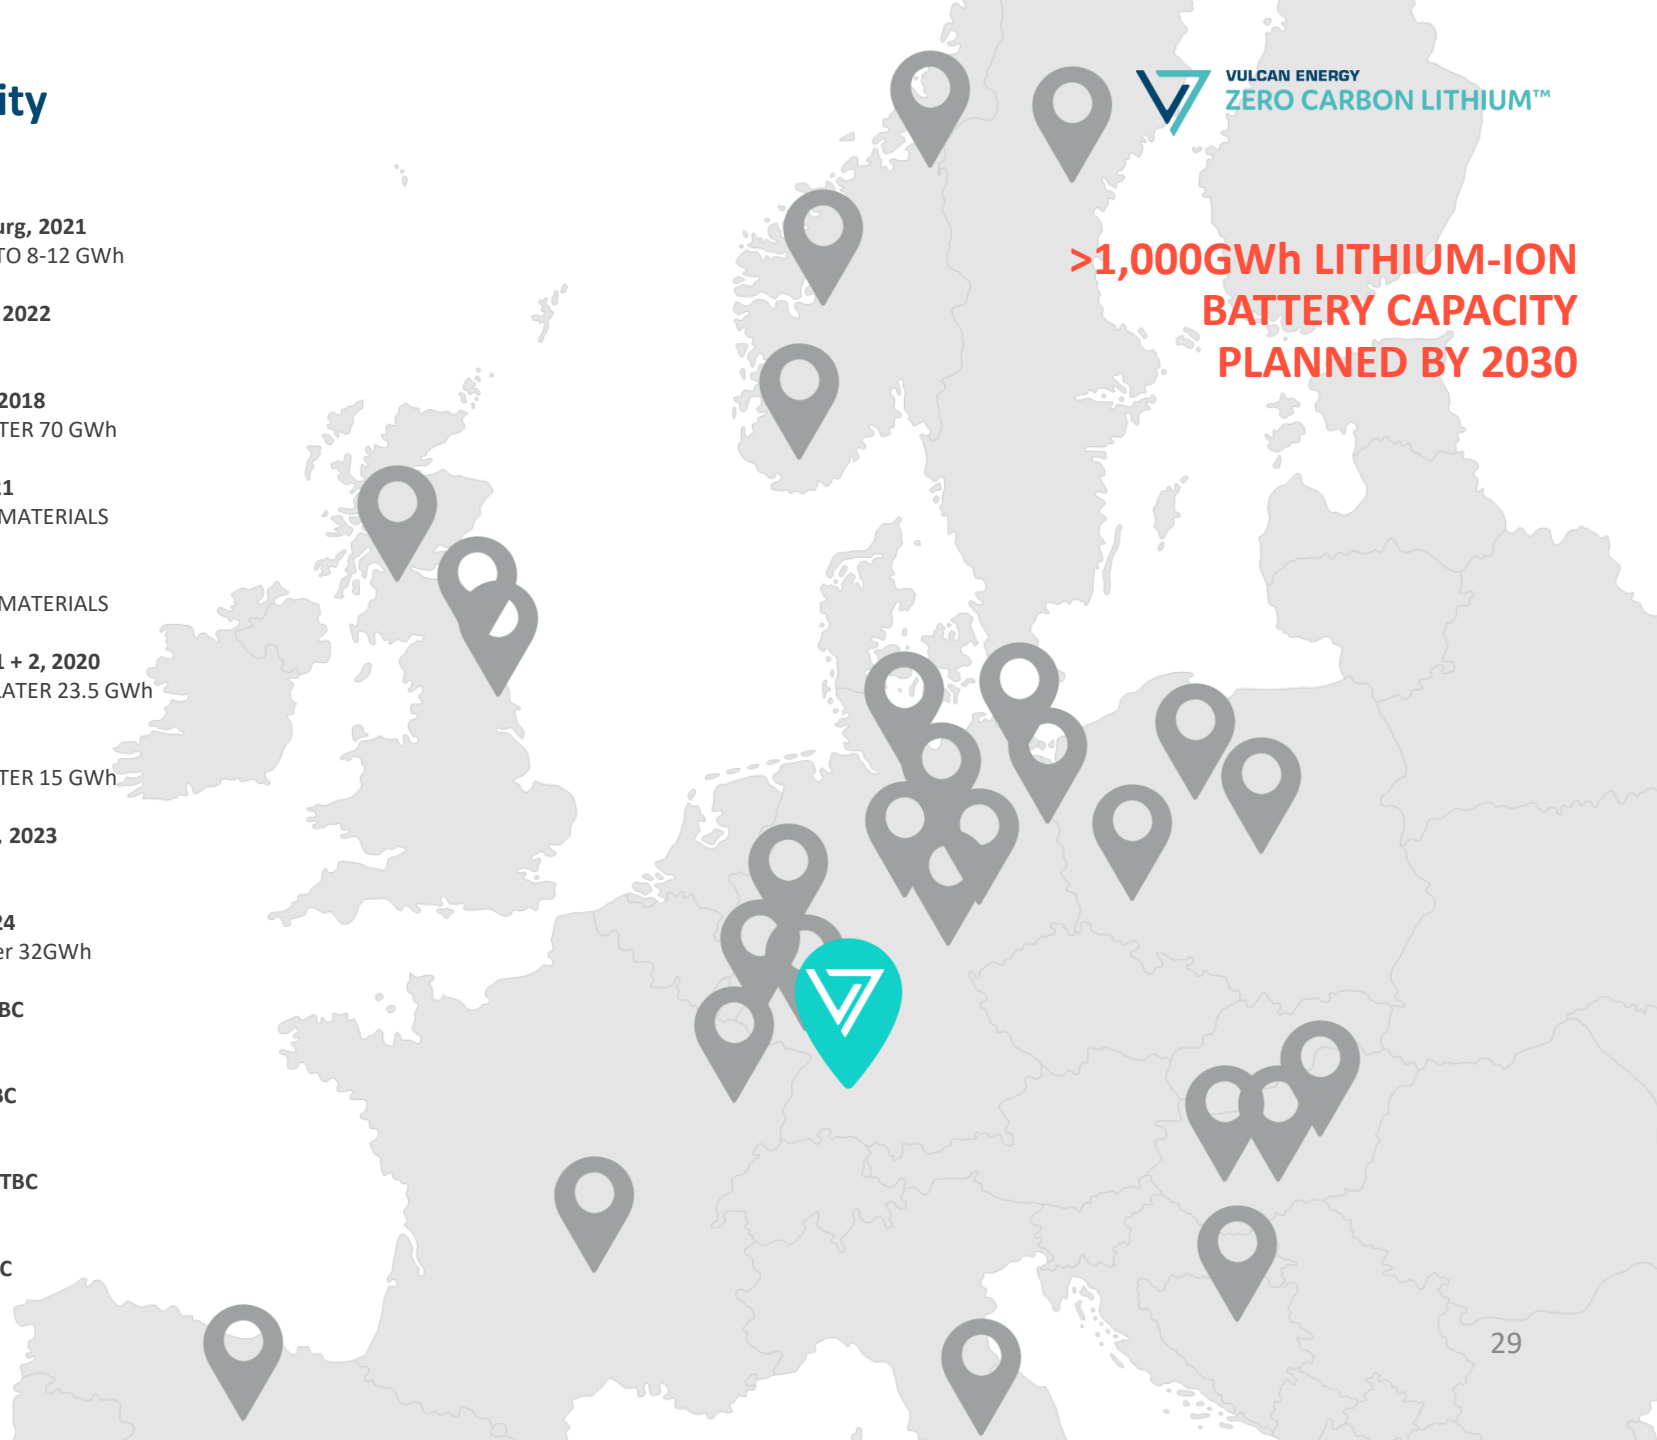 ity
VULCAN ENERGY
ZERO CARBON LITHIUM™
urg, 2021
TO 8-12 GWh
>1,000GWh LITHIUM-ION
BATTERY CAPACITY
PLANNED BY 2030
, 2022
2018
TER 70 GWh
21
MATERIALS
MATERIALS
1 + 2, 2020
LATER 23.5 GWh
TER 15 GWh
, 2023
24
er 32GWh
BC
BC
TBC
C
29